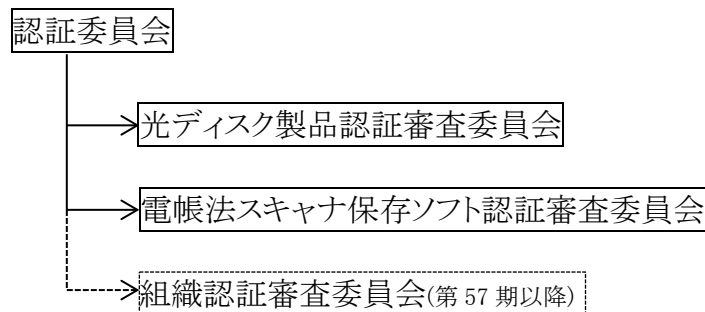 認証委員会
光ディスク製品認証審査委員会
電帳法スキャナ保存ソフト認証審査委員会
組織認証審査委員会(第 57 期以降)